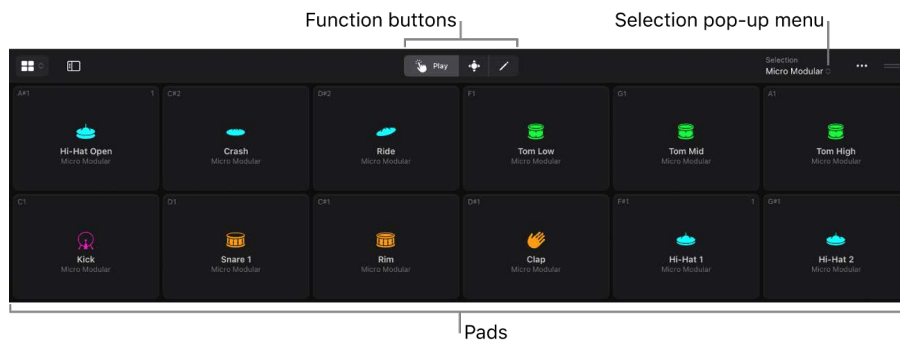 Function buttons
Selection pop-up menu
Play
Selection
Micro Modular
A#1
1
C#2
D#2
F1
G1
A1
Hi-Hat Open
Micro Modular
Crash
Micro Modular
Ride
Micro Modular
Tom Low
Micro Modular
Tom Mid
Micro Modular
Tom High
Micro Modular
C1
D1
C#1
D#1
F#1
1
G#1
Kick
Micro Modular
Snare 1
Micro Modular
Rim
Micro Modular
Clap
Micro Modular
Hi-Hat 1
Micro Modular
Hi-Hat 2
Micro Modular
Pads